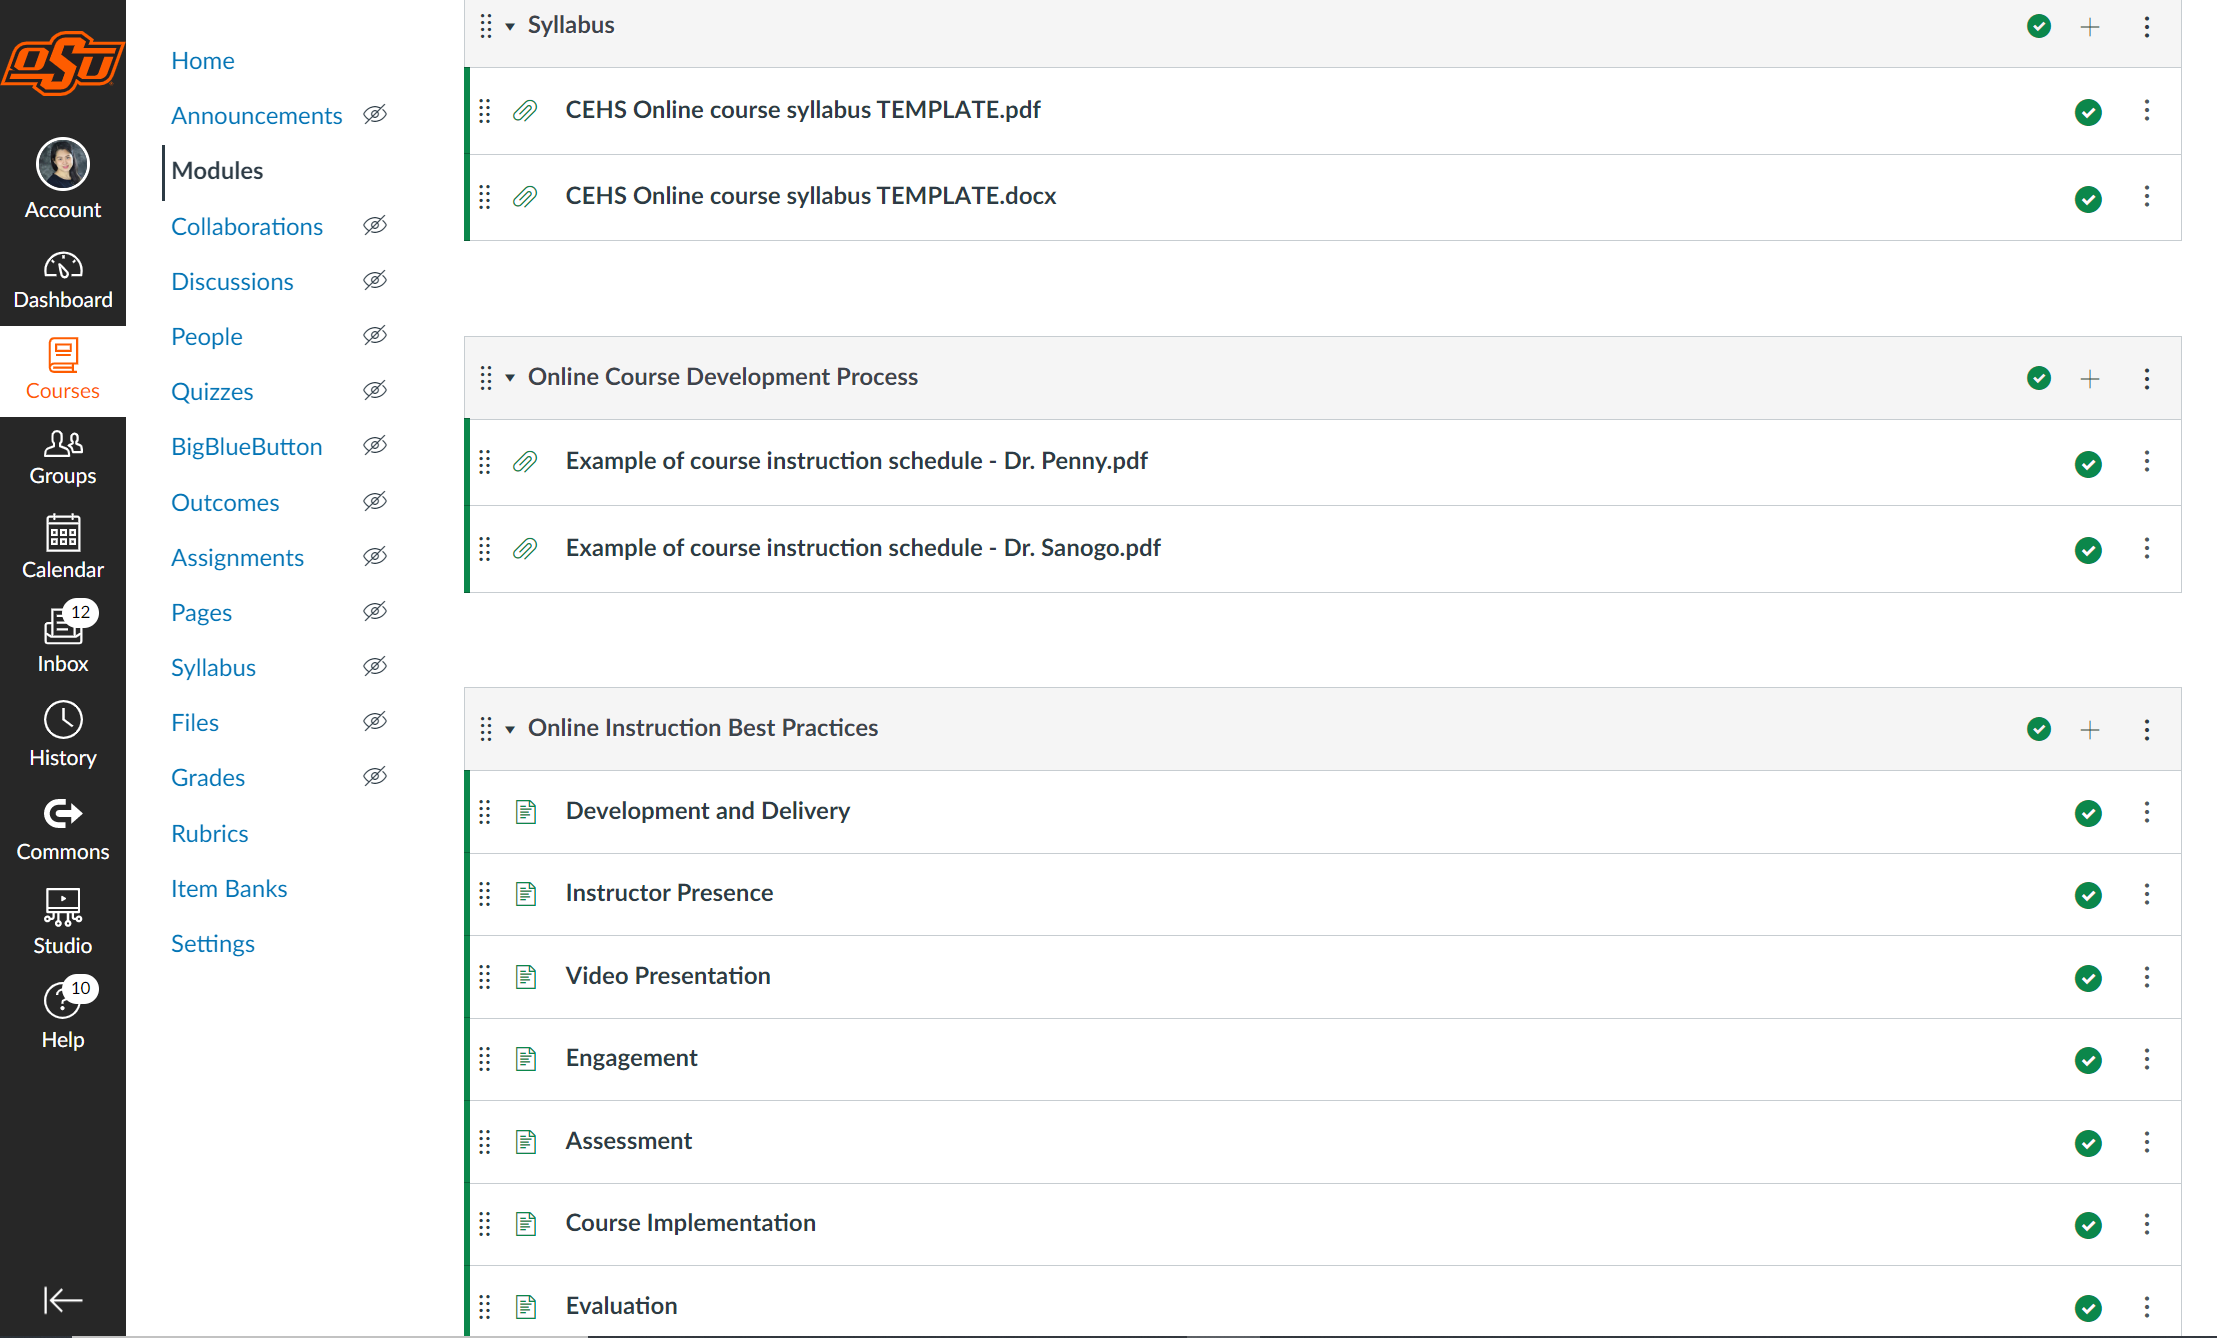 OSU
Account
Dashboard
Courses
Groups
Calendar
12
Inbox
History
Commons
Studio
10
Help
Home
Announcements
Modules
Collaborations
Discussions
People
Quizzes
BigBlueButton
Outcomes
Assignments
Pages
Syllabus
Files
Grades
Rubrics
Item Banks
Settings
Syllabus
CEHS Online course syllabus TEMPLATE.pdf
CEHS Online course syllabus TEMPLATE.docx
Online Course Development Process
Example of course instruction schedule - Dr. Penny.pdf
Example of course instruction schedule - Dr. Sanogo.pdf
Online Instruction Best Practices
Development and Delivery
Instructor Presence
Video Presentation
Engagement
Assessment
Course Implementation
Evaluation